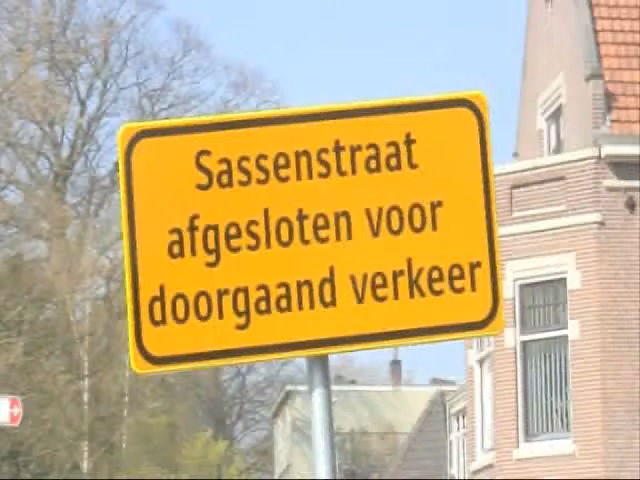 Sassenstraat
afgesloten voor
doorgaand verkeer